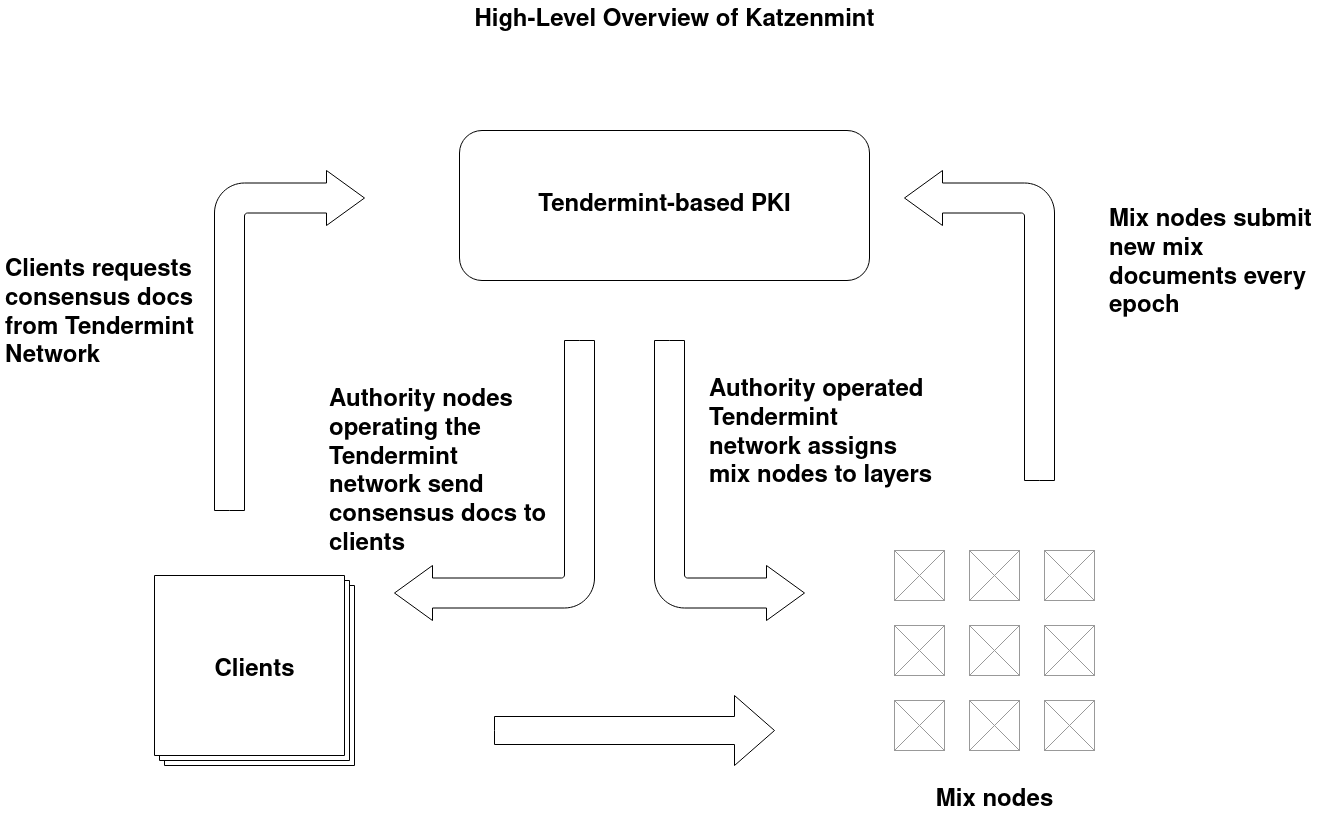 High-Level Overview of Katzenmint
Tendermint-based PKI
Clients requests
consensus docs
from Tendermint
Network
Mix nodes submit
new mix
documents every
epoch
Authority nodes
operating the
Tendermint
network send
consensus docs to
clients
Authority operated
Tendermint
network assigns
mix nodes to layers
Clients
Mix nodes